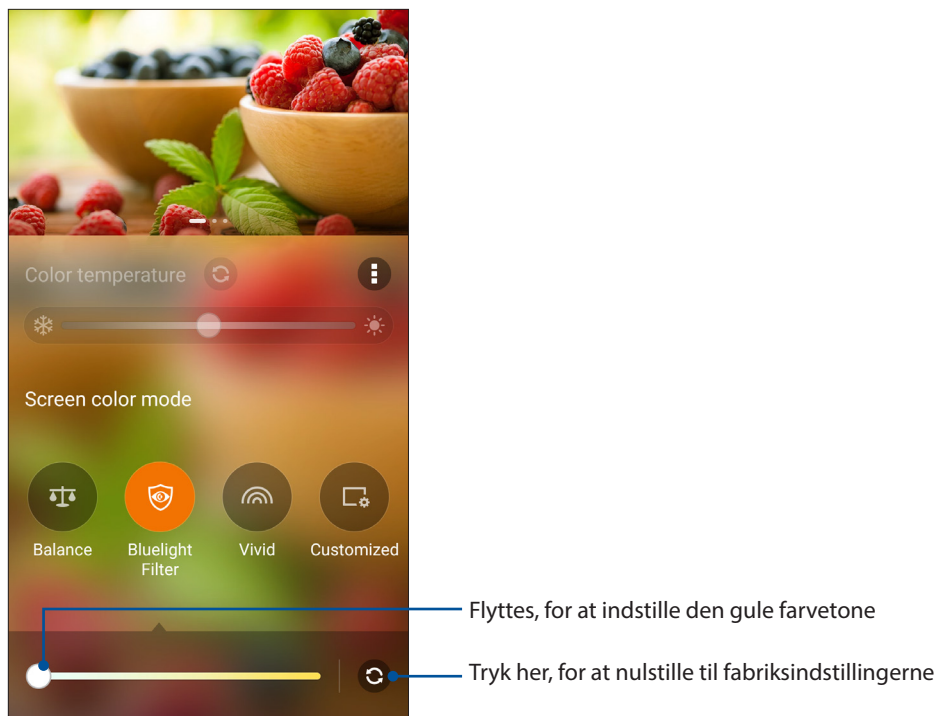 Color temperature
Screen color mode
Balance
Bluelight
Filter
Vivid
Customized
Flyttes, for at indstille den gule farvetone
Tryk her, for at nulstille til fabriksindstillingerne